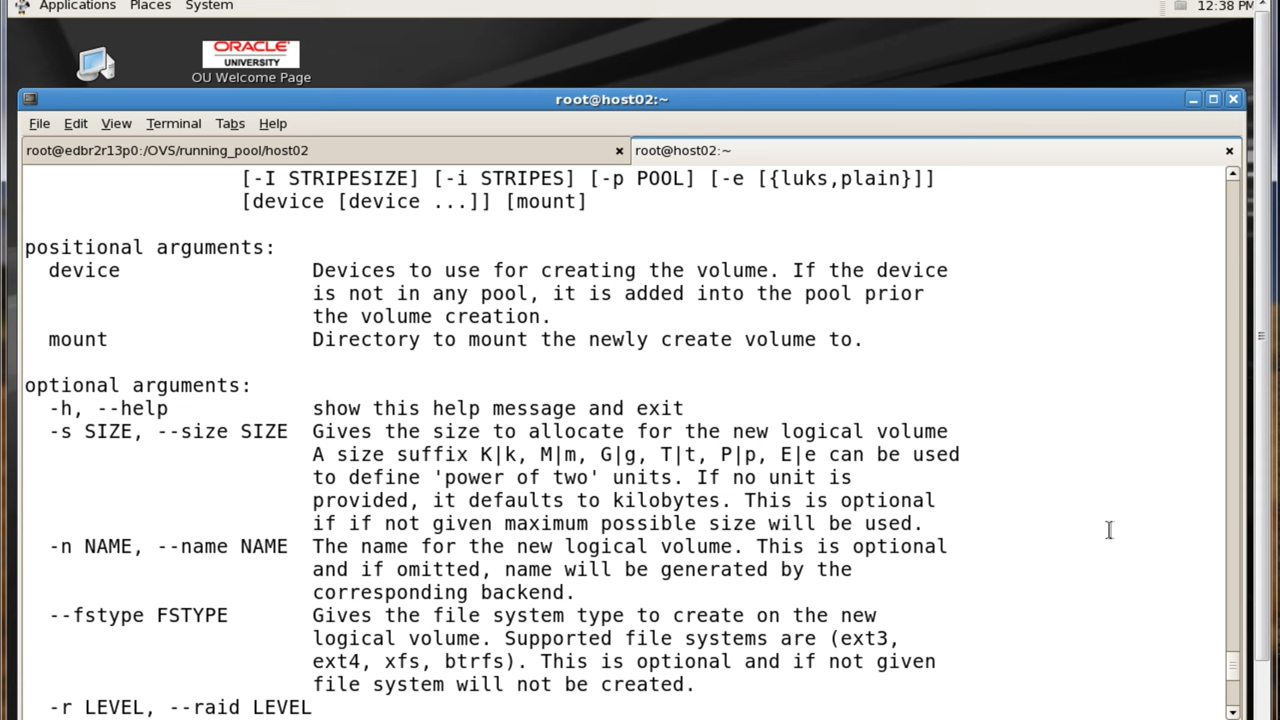 Applications Places System 12:38 PM
ORACLE
UNIVERSITY
OU Welcome Page
root@host02:~
File Edit View Terminal Tabs Help
root@edbr2r13p0:/OVS/running_pool/host02
root@host02:~
[-I STRIPESIZE] [-i STRIPES] [-p POOL] [-e [{luks,plain}]]
[device [device ...]] [mount]
positional arguments:
device Devices to use for creating the volume. If the device
is not in any pool, it is added into the pool prior
the volume creation.
mount Directory to mount the newly create volume to.
optional arguments:
-h, --help show this help message and exit
-s SIZE, --size SIZE Gives the size to allocate for the new logical volume
A size suffix K|k, M|m, G|g, T|t, P|p, E|e can be used
to define 'power of two' units. If no unit is
provided, it defaults to kilobytes. This is optional
if if not given maximum possible size will be used.
-n NAME, --name NAME The name for the new logical volume. This is optional
and if omitted, name will be generated by the
corresponding backend.
--fstype FSTYPE Gives the file system type to create on the new
logical volume. Supported file systems are (ext3,
ext4, xfs, btrfs). This is optional and if not given
file system will not be created.
-r LEVEL, --raid LEVEL